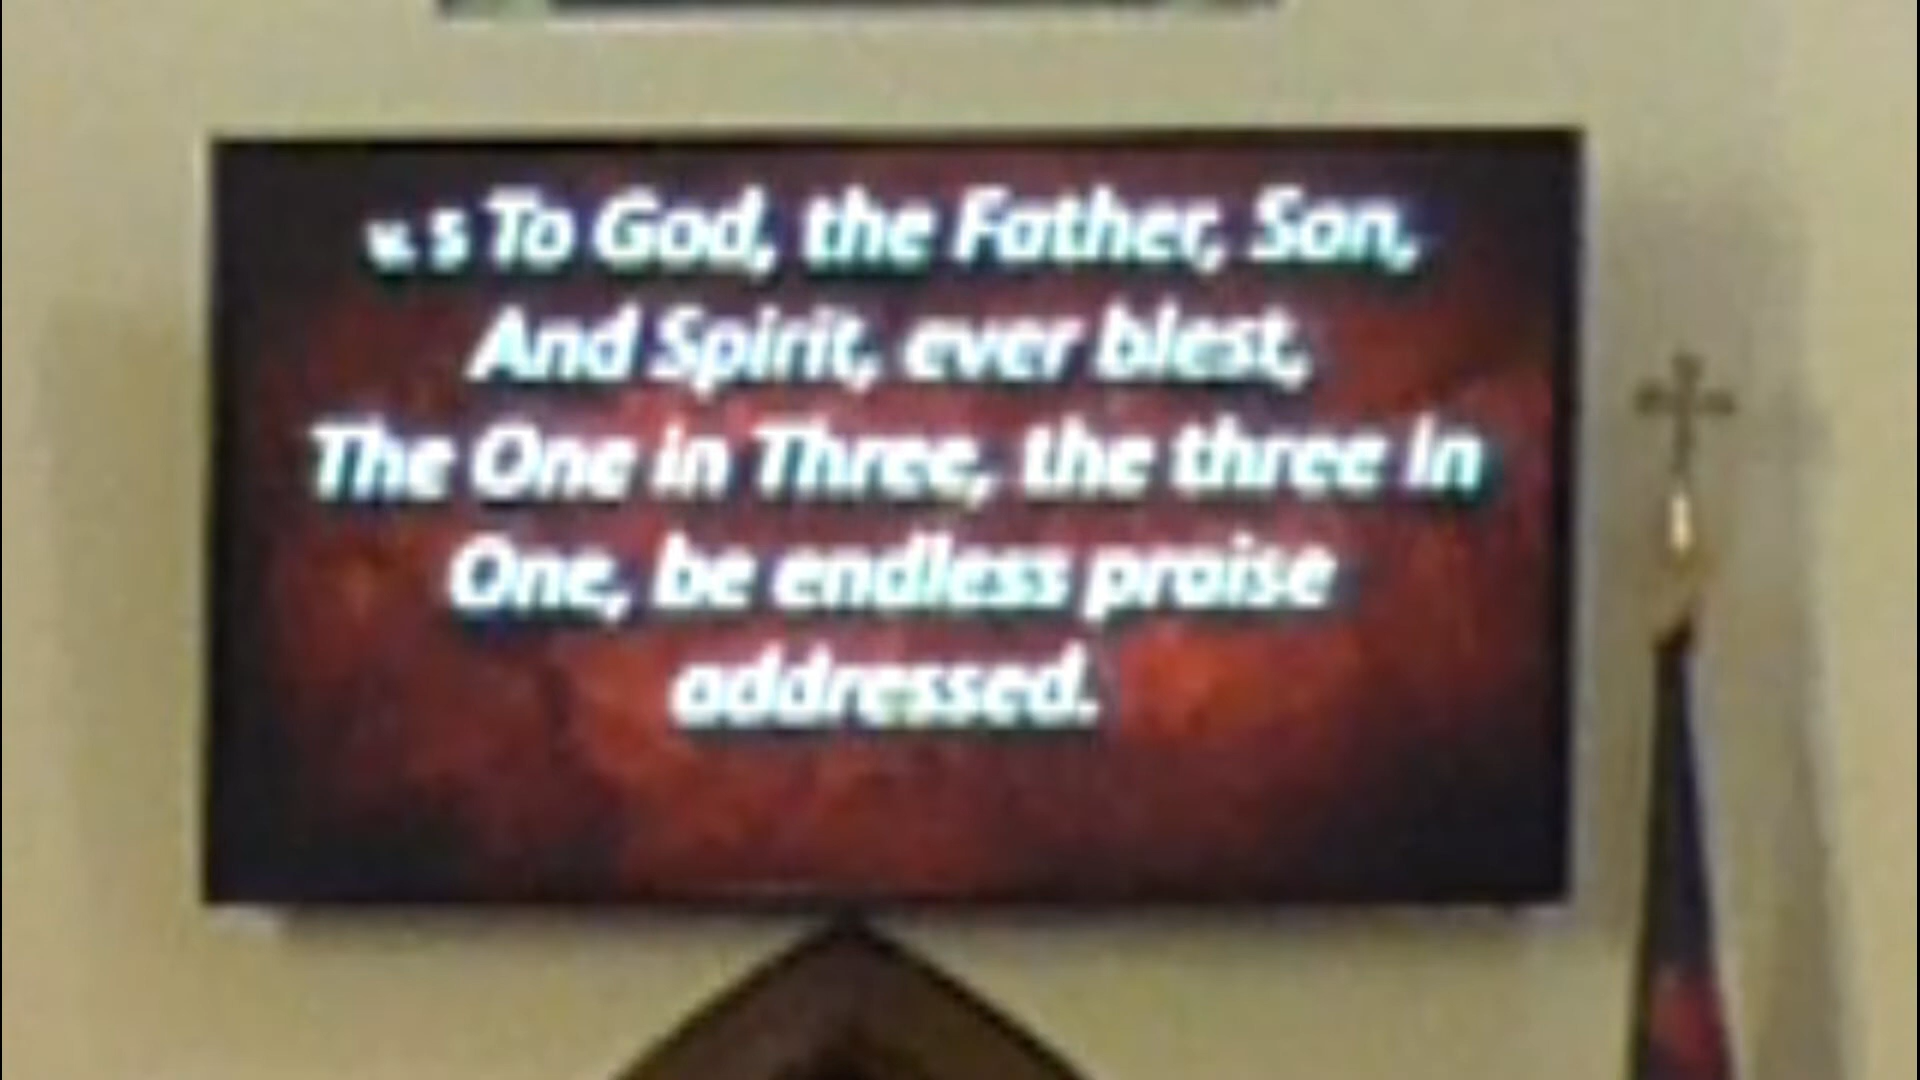 v. 5 To God, the Father, Son,
And Spirit, ever blest,
The One in Three, the three in
One, be endless praise
addressed.